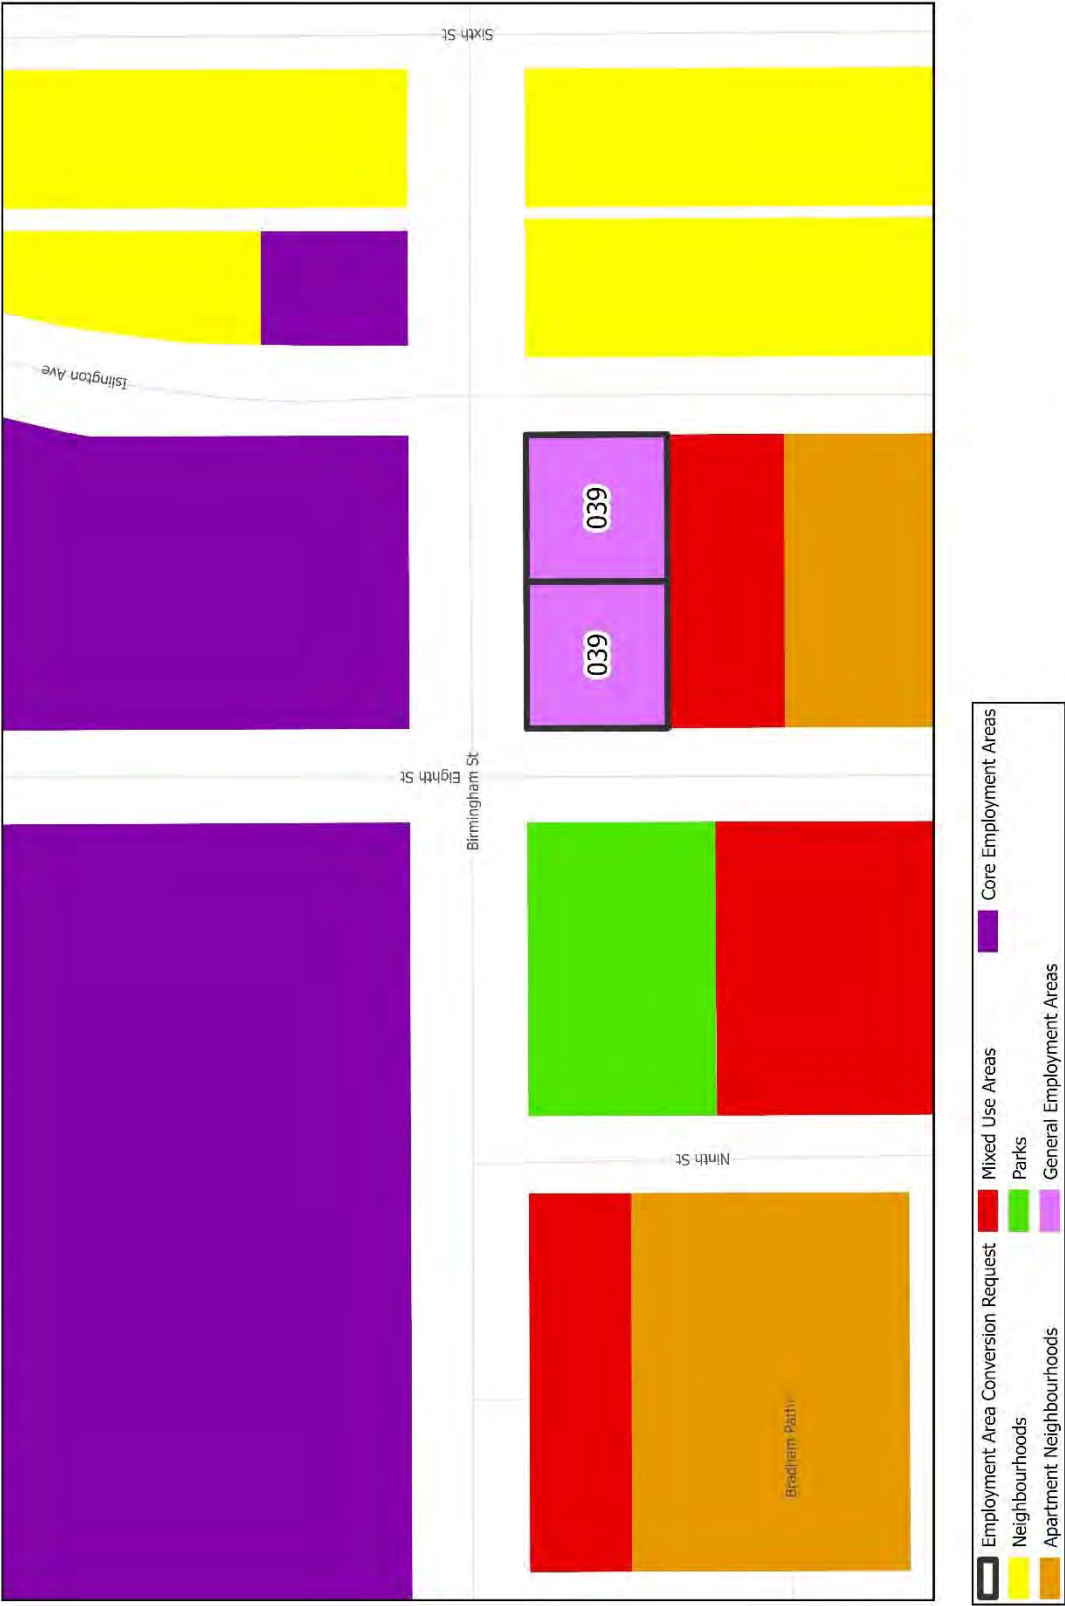 Sixth St
Islington Ave
039
039
Eighth St
Birmingham St
Ninth St
Bradham Path
Employment Area Conversion Request
Neighbourhoods
Apartment Neighbourhoods
Mixed Use Areas
Parks
General Employment Areas
Core Employment Areas